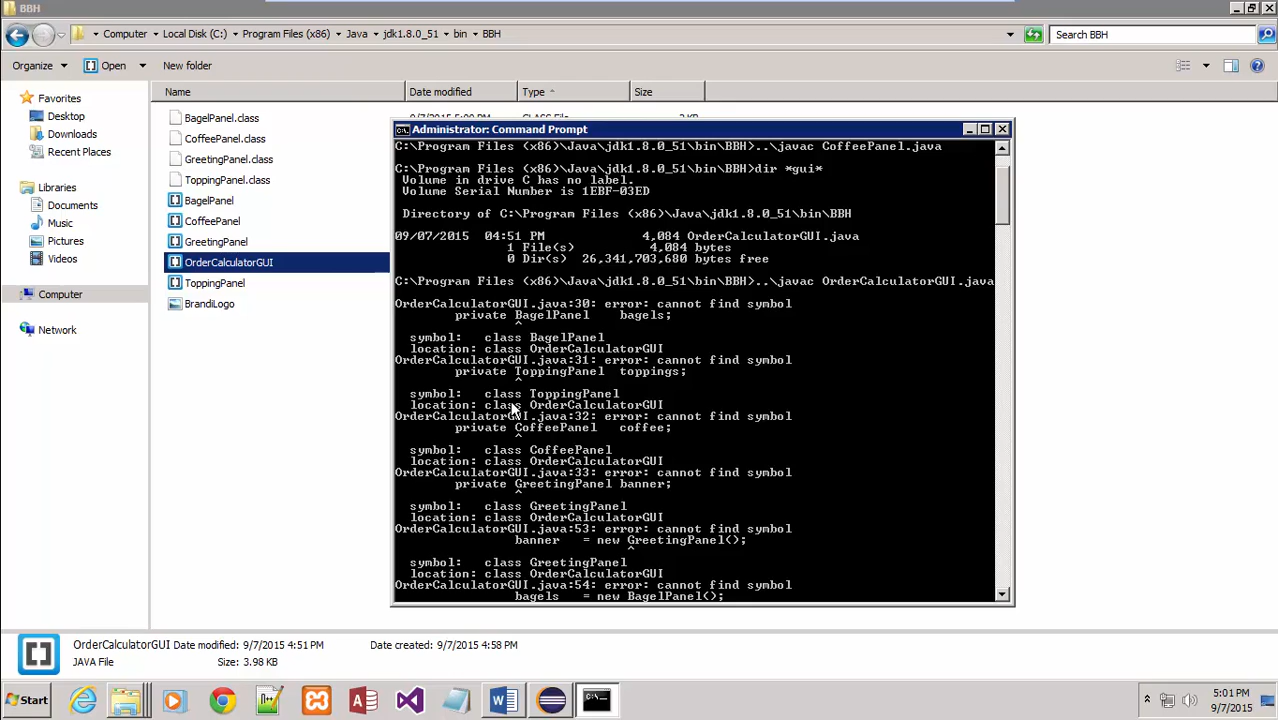 BBH
Computer Local Disk (C:) Program Files (x86) Java jdk1.8.0_51 bin BBH
Search BBH
Organize Open New folder
Name Date modified Type Size
Favorites
Desktop
Downloads
Recent Places
Libraries
Documents
Music
Pictures
Videos
Computer
Network
BagelPanel.class
CoffeePanel.class
GreetingPanel.class
ToppingPanel.class
BagelPanel
CoffeePanel
GreetingPanel
OrderCalculatorGUI
ToppingPanel
BrandiLogo
Administrator: Command Prompt
C:\Program Files (x86)\Java\jdk1.8.0_51\bin\BBH>..\javac CoffeePanel.java
C:\Program Files (x86)\Java\jdk1.8.0_51\bin\BBH>dir *gui*
Volume in drive C has no label.
Volume Serial Number is 1EBF-03ED
Directory of C:\Program Files (x86)\Java\jdk1.8.0_51\bin\BBH
09/07/2015 04:51 PM 4,084 OrderCalculatorGUI.java
1 File(s) 4,084 bytes
0 Dir(s) 26,341,703,680 bytes free
C:\Program Files (x86)\Java\jdk1.8.0_51\bin\BBH>..\javac OrderCalculatorGUI.java
OrderCalculatorGUI.java:30: error: cannot find symbol
private BagelPanel bagels;
^
symbol: class BagelPanel
location: class OrderCalculatorGUI
OrderCalculatorGUI.java:31: error: cannot find symbol
private ToppingPanel toppings;
^
symbol: class ToppingPanel
location: class OrderCalculatorGUI
OrderCalculatorGUI.java:32: error: cannot find symbol
private CoffeePanel coffee;
^
symbol: class CoffeePanel
location: class OrderCalculatorGUI
OrderCalculatorGUI.java:33: error: cannot find symbol
private GreetingPanel banner;
^
symbol: class GreetingPanel
location: class OrderCalculatorGUI
OrderCalculatorGUI.java:53: error: cannot find symbol
banner = new GreetingPanel();
^
symbol: class GreetingPanel
location: class OrderCalculatorGUI
OrderCalculatorGUI.java:54: error: cannot find symbol
bagels = new BagelPanel();
OrderCalculatorGUI Date modified: 9/7/2015 4:51 PM Date created: 9/7/2015 4:58 PM
JAVA File Size: 3.98 KB
Start
5:01 PM
9/7/2015